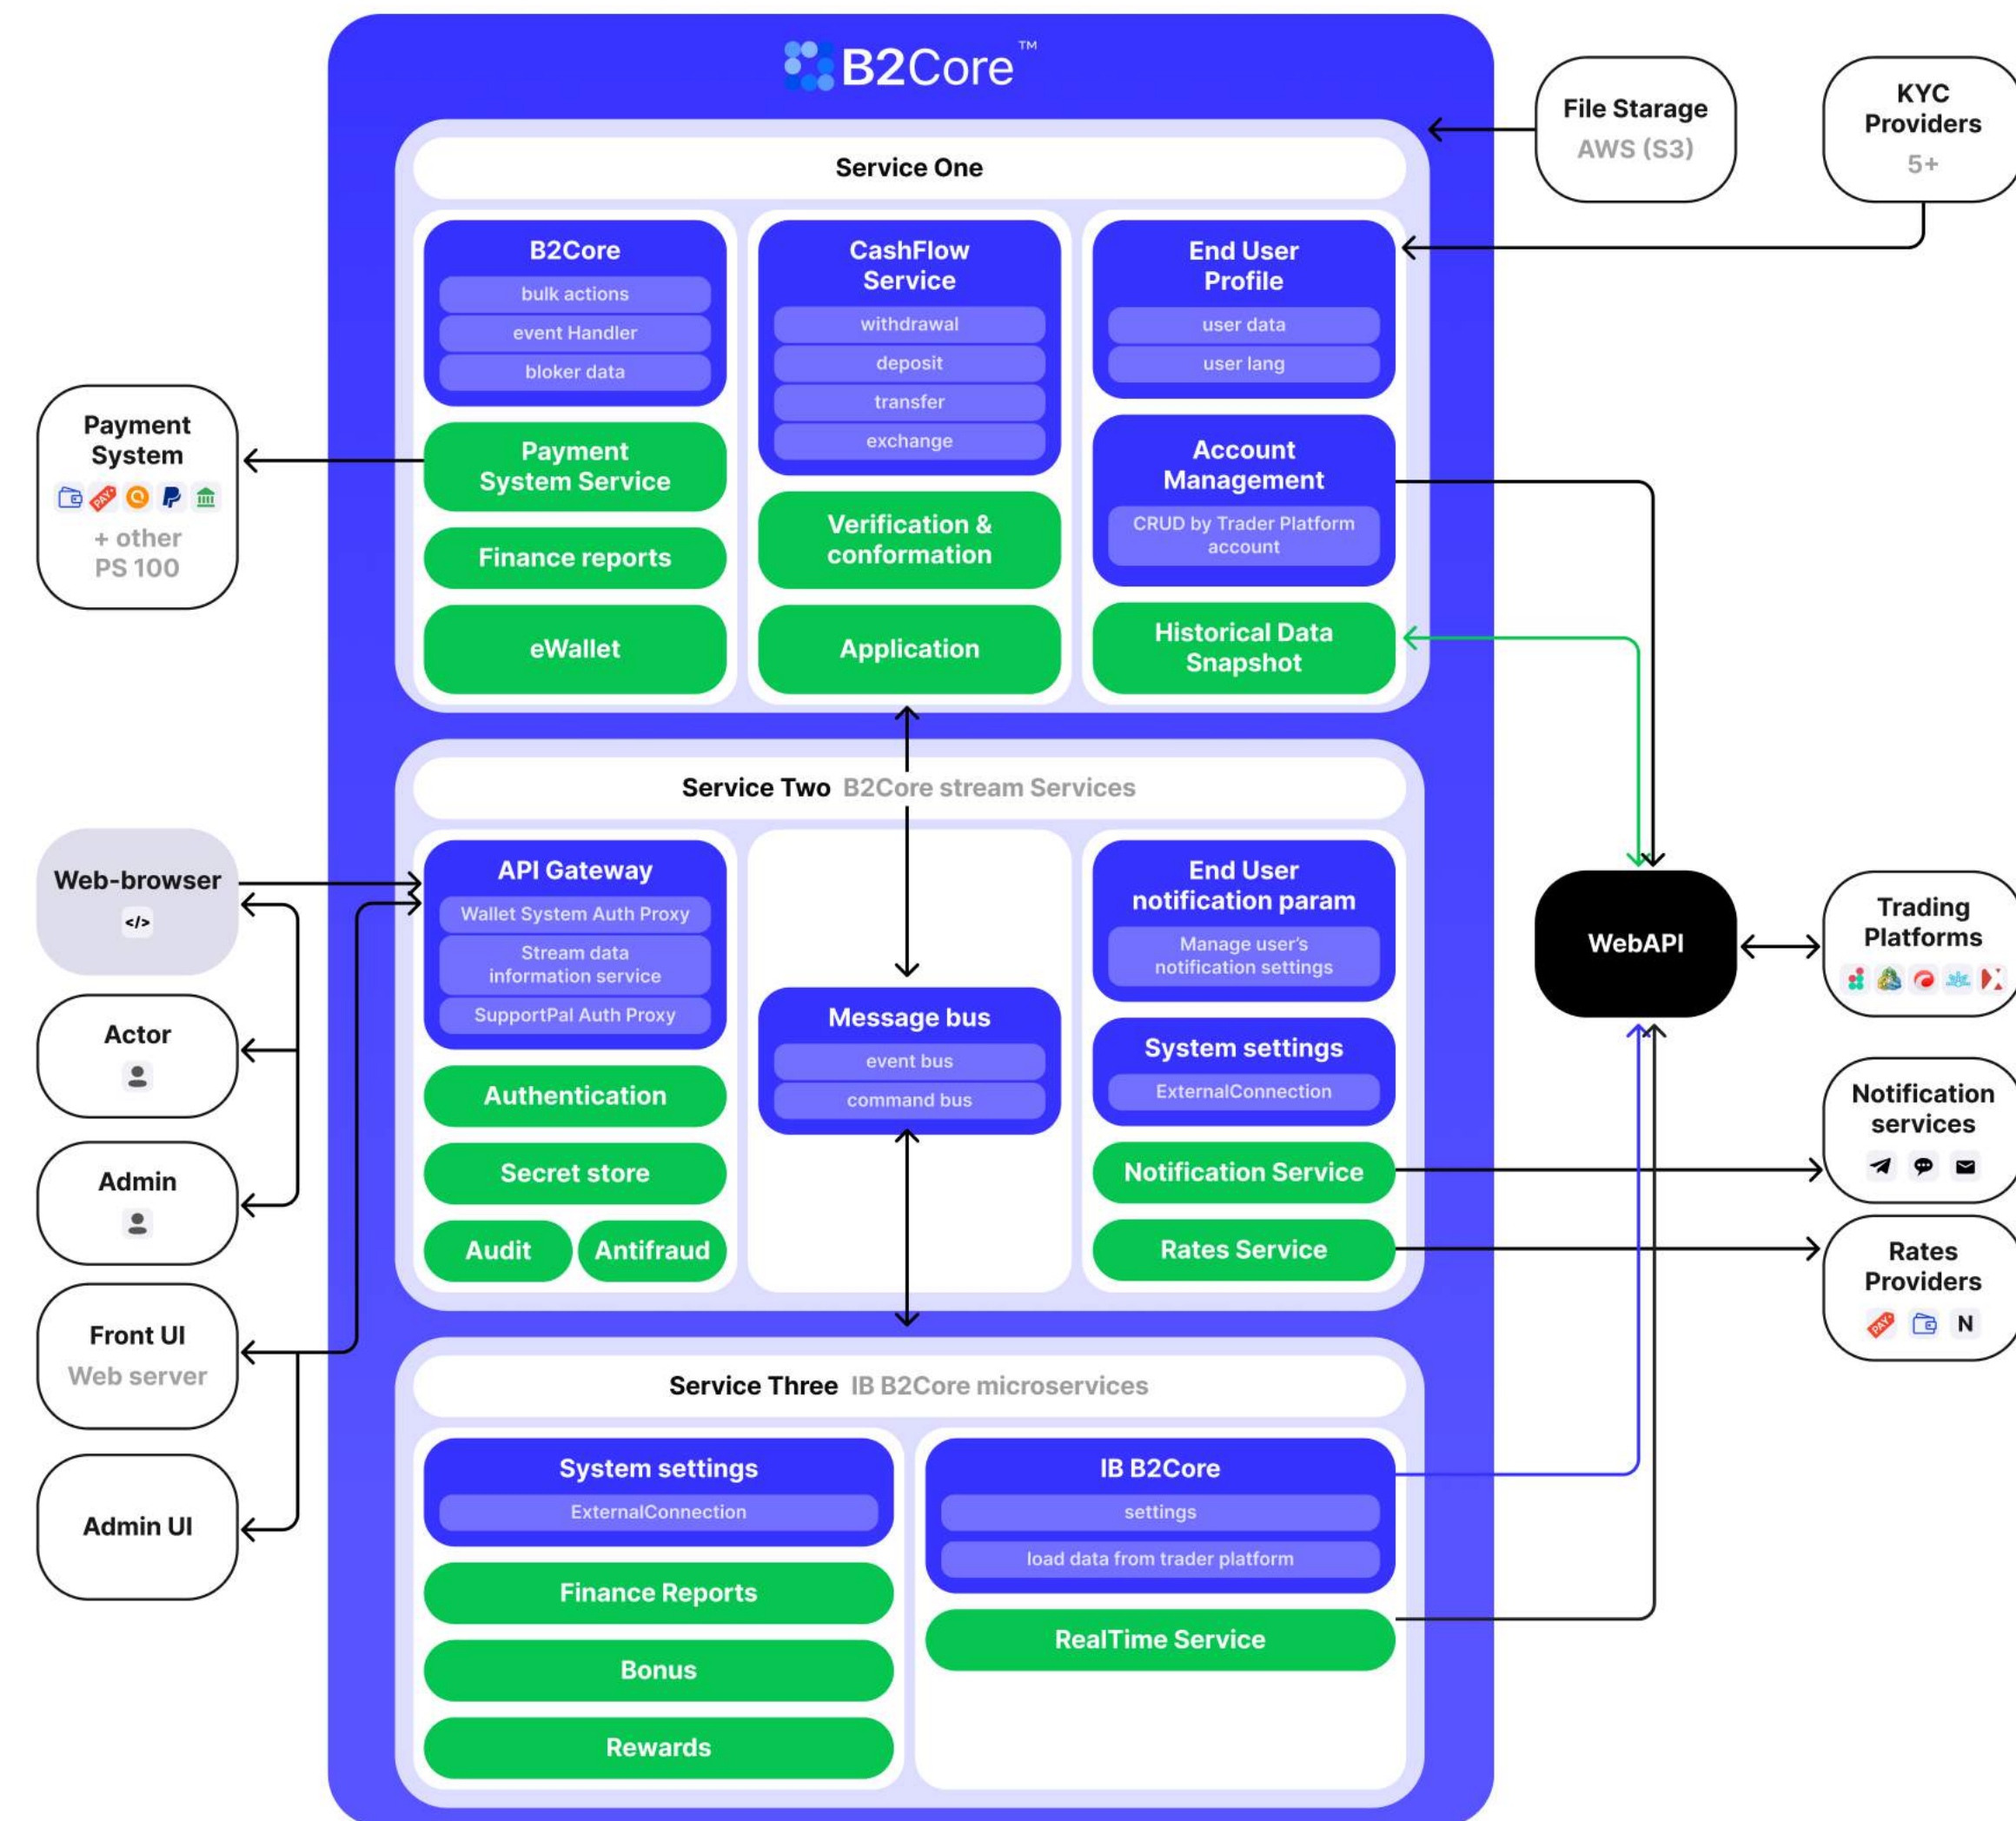 B2Core™
File Starage
AWS (S3)
KYC
Providers
5+
Service One
B2Core
bulk actions
event Handler
bloker data
Payment
System Service
Finance reports
eWallet
CashFlow
Service
withdrawal
deposit
transfer
exchange
Verification &
conformation
Application
End User
Profile
user data
user lang
Account
Management
CRUD by Trader Platform
account
Historical Data
Snapshot
Payment
System
PAY
+ other
PS 100
Service Two B2Core stream Services
API Gateway
Wallet System Auth Proxy
Stream data
information service
SupportPal Auth Proxy
Authentication
Secret store
Audit
Antifraud
Message bus
event bus
command bus
End User
notification param
Manage user's
notification settings
System settings
ExternalConnection
Notification Service
Rates Service
Web-browser
</>
Actor
Admin
Front UI
Web server
Admin UI
WebAPI
Trading
Platforms
Notification
services
Rates
Providers
PAY
N
Service Three IB B2Core microservices
System settings
ExternalConnection
Finance Reports
Bonus
Rewards
IB B2Core
settings
load data from trader platform
RealTime Service